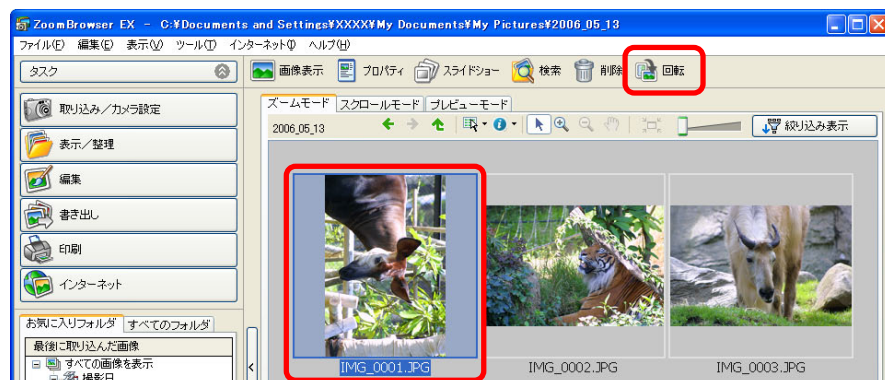 ZoomBrowser EX - C:¥Documents and Settings¥XXXX¥My Documents¥My Pictures¥2006_05_13
ファイル(F) 編集(E) 表示(V) ツール(T) インターネット(I) ヘルプ(H)
タスク
画像表示 プロパティ スライドショー 検索 削除 回転
取り込み／カメラ設定
表示／整理
編集
書き出し
印刷
インターネット
ズームモード スクロールモード プレビューモード
2006_05_13
絞り込み表示
IMG_0001.JPG
IMG_0002.JPG
IMG_0003.JPG
お気に入りフォルダ すべてのフォルダ
最後に取り込んだ画像
すべての画像を表示
撮影日